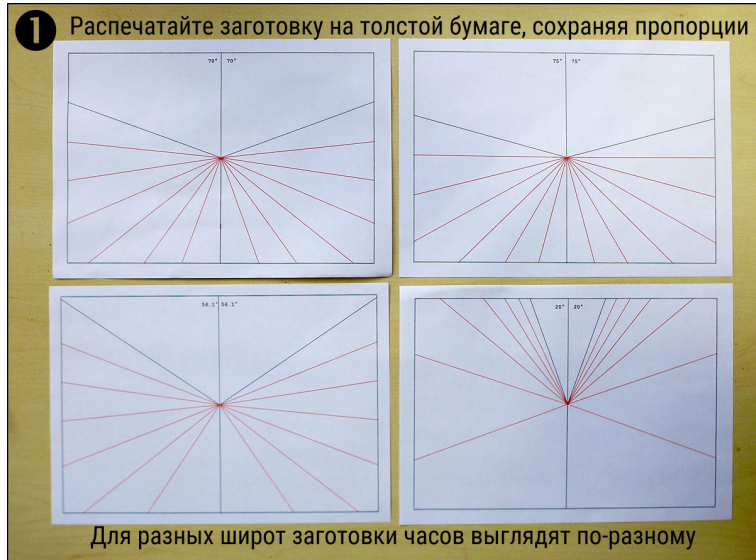 1 Распечатайте заготовку на толстой бумаге, сохраняя пропорции
70° 70°
75° 75°
56.1° 56.1°
20° 20°
Для разных широт заготовки часов выглядят по-разному